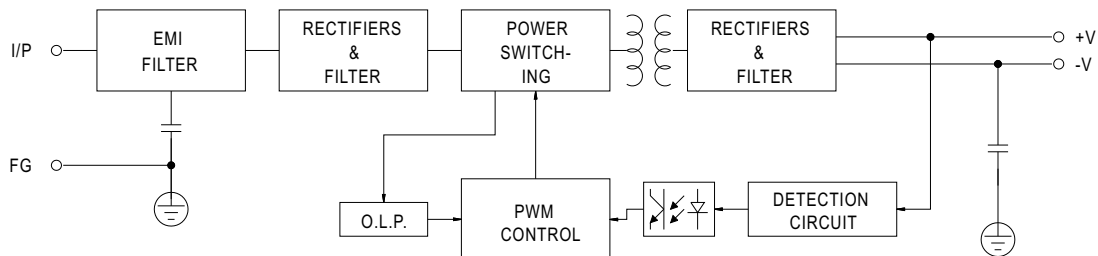 I/P
EMI
FILTER
RECTIFIERS
&
FILTER
POWER
SWITCH-
ING
RECTIFIERS
&
FILTER
+V
-V
FG
O.L.P.
PWM
CONTROL
DETECTION
CIRCUIT